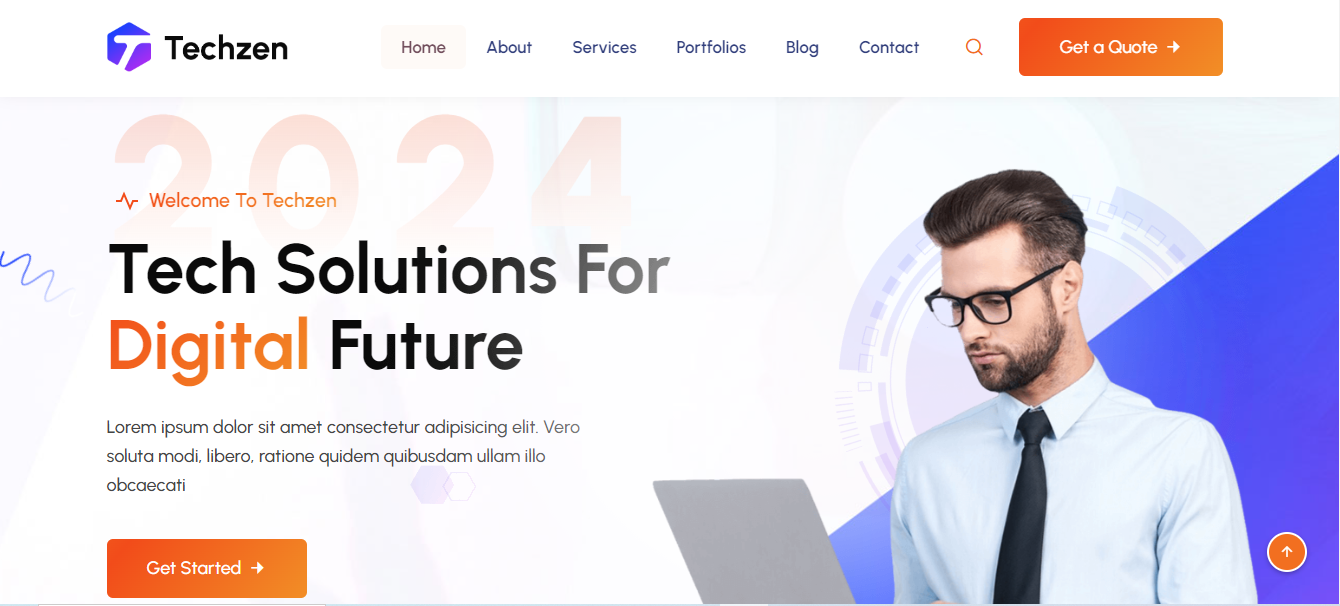 Techzen
Home About Services Portfolios Blog Contact Get a Quote
2024
Welcome To Techzen
Tech Solutions For
Digital Future
Lorem ipsum dolor sit amet consectetur adipisicing elit. Vero
soluta modi, libero, ratione quidem quibusdam ullam illo
obcaecati
Get Started